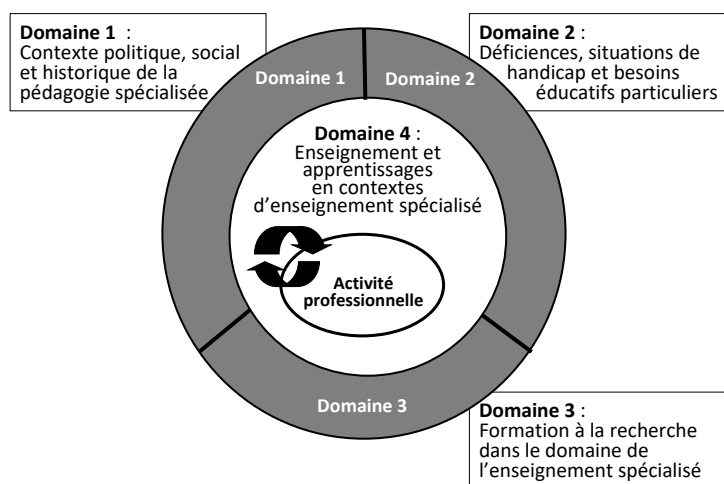 Domaine 1 :
Contexte politique, social
et historique de la
pédagogie spécialisée
Domaine 2 :
Déficiences, situations de
handicap et besoins
éducatifs particuliers
Domaine 1
Domaine 2
Domaine 4 :
Enseignement et
apprentissages
en contextes
d’enseignement spécialisé
Activité
professionnelle
Domaine 3
Domaine 3 :
Formation à la recherche
dans le domaine de
l’enseignement spécialisé